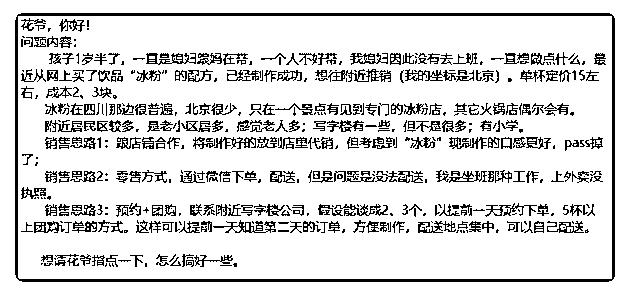 花爷，你好！
问题内容：
孩子1岁半了，一直是媳妇跟妈在带，一个人不好带，我媳妇因此没有去上班，一直想做点什么，最
近从网上买了饮品“冰粉”的配方，已经制作成功，想往附近推销（我的坐标是北京）。单杯定价15左
右，成本2、3块。
冰粉在四川那边很普遍，北京很少，只在一个景点有见到专门的冰粉店，其它火锅店偶尔会有。
附近居民区较多，是老小区居多，感觉老人多；写字楼有一些，但不是很多；有小学。
销售思路1：跟店铺合作，将制作好的放到店里代销，但考虑到“冰粉”现制作的口感更好，pass掉
了；
销售思路2：零售方式，通过微信下单，配送，但是问题是没法配送，我是坐班那种工作，上外卖没
执照。
销售思路3：预约+团购，联系附近写字楼公司，假设能谈成2、3个，以提前一天预约下单，5杯以
上团购订单的方式。这样可以提前一天知道第二天的订单，方便制作，配送地点集中，可以自己配送。
想请花爷指点一下，怎么搞好一些。